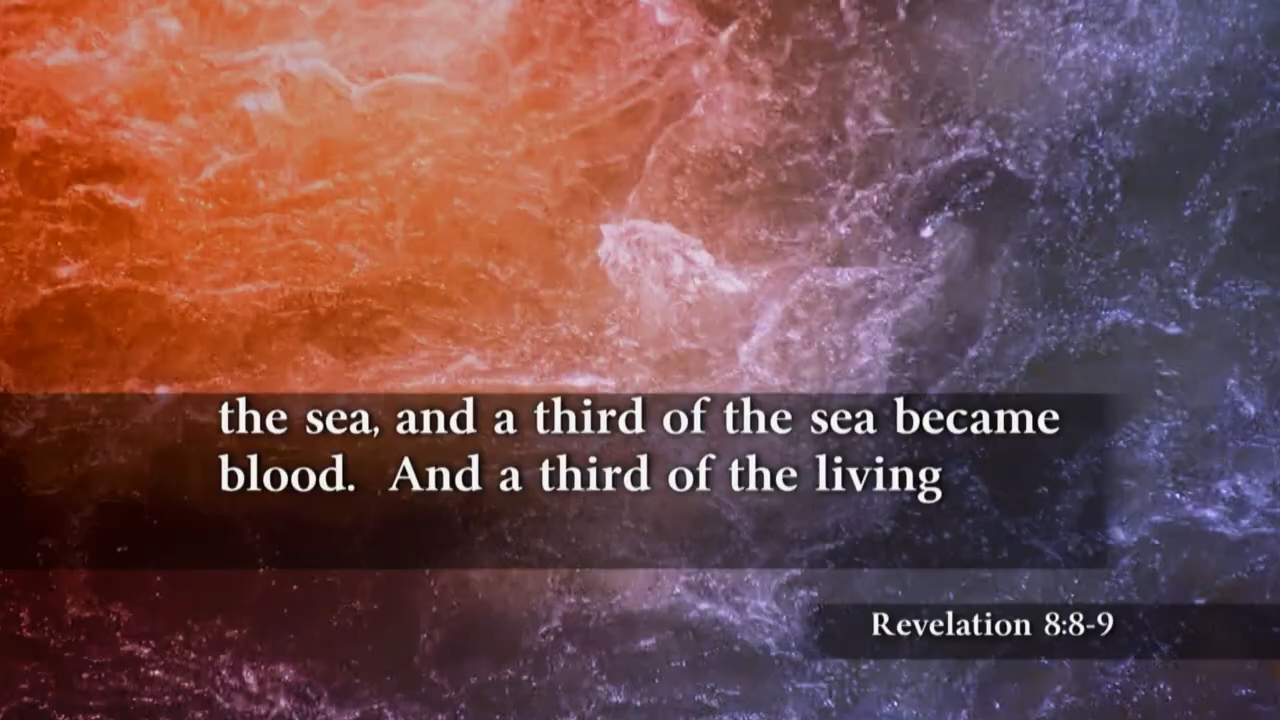 the sea, and a third of the sea became
blood. And a third of the living
Revelation 8:8-9